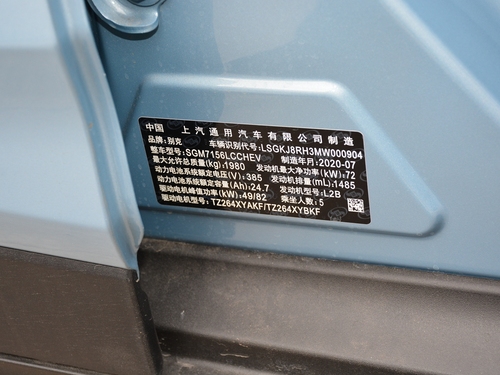 中国 上汽通用汽车有限公司制造
品牌：别克 车辆识别代号：LSGKJ8RH3MW000904
整车型号：SGM7156LCCHEV 制造年月：2020-07
最大允许总质量(kg)：1980 发动机最大净功率(kW)：72
动力电池系统额定电压(V)：385 发动机排量(mL)：1485
动力电池系统额定容量(Ah)：24.7 发动机型号：L2B
驱动电机峰值功率(kW)：49/82 乘坐人数：5
驱动电机型号：TZ264XYAKF/TZ264XYBKF